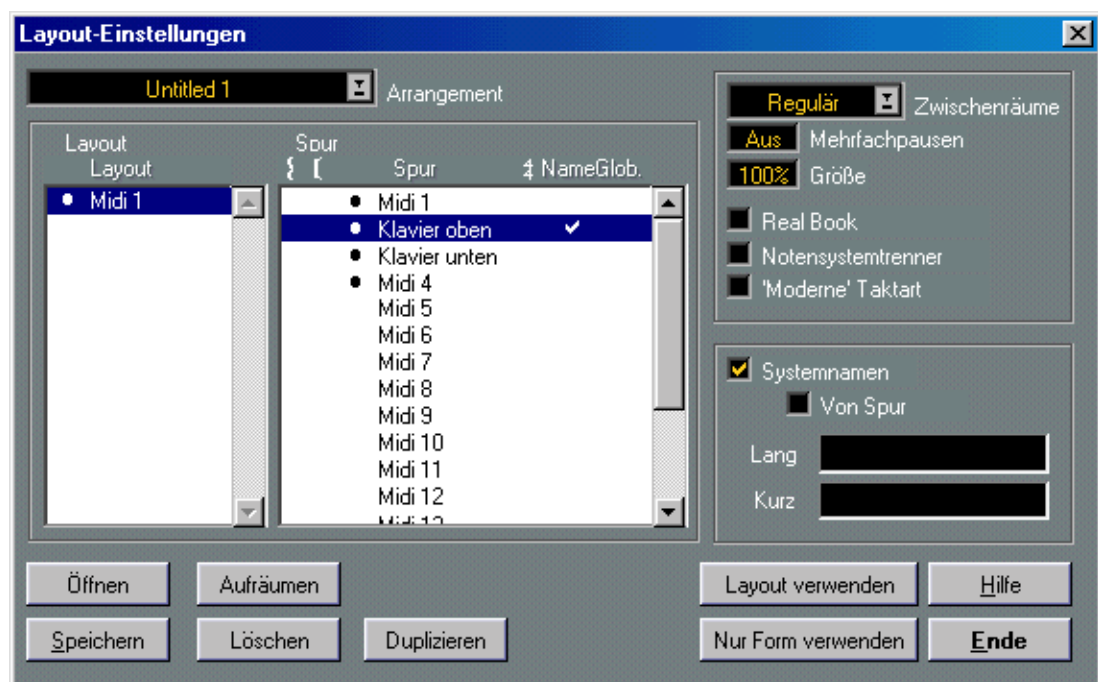 Layout-Einstellungen
Untitled 1 Arrangement
Layout Spur
Layout { [ Spur NameGlob.
Midi 1
Midi 1
Klavier oben
Klavier unten
Midi 4
Midi 5
Midi 6
Midi 7
Midi 8
Midi 9
Midi 10
Midi 11
Midi 12
Midi 13
Regulär Zwischenräume
Aus Mehrfachpausen
100% Größe
Real Book
Notensystemtrenner
'Moderne' Taktart
Systemnamen
Von Spur
Lang
Kurz
Öffnen Aufräumen Layout verwenden Hilfe
Speichern Löschen Duplizieren Nur Form verwenden Ende